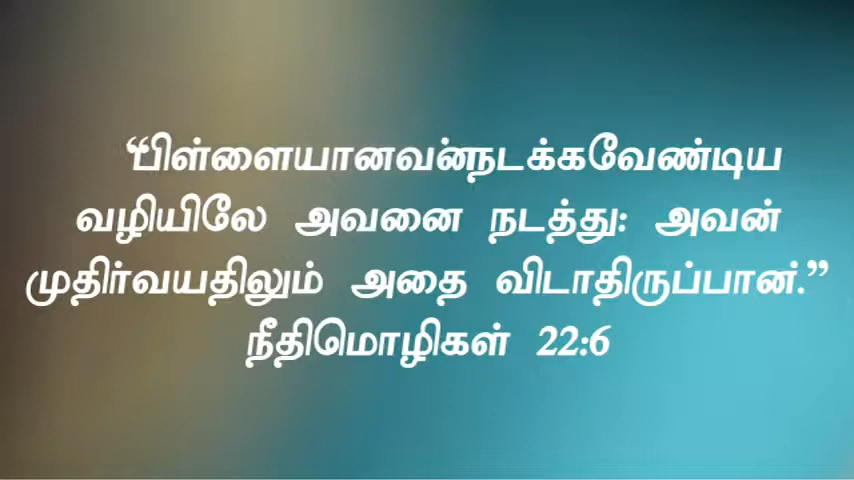 “பிள்ளையானவன்நடக்கவேண்டிய
வழியிலே அவனை நடத்து: அவன்
முதிர்வயதிலும் அதை விடாதிருப்பான்.”
நீதிமொழிகள் 22:6